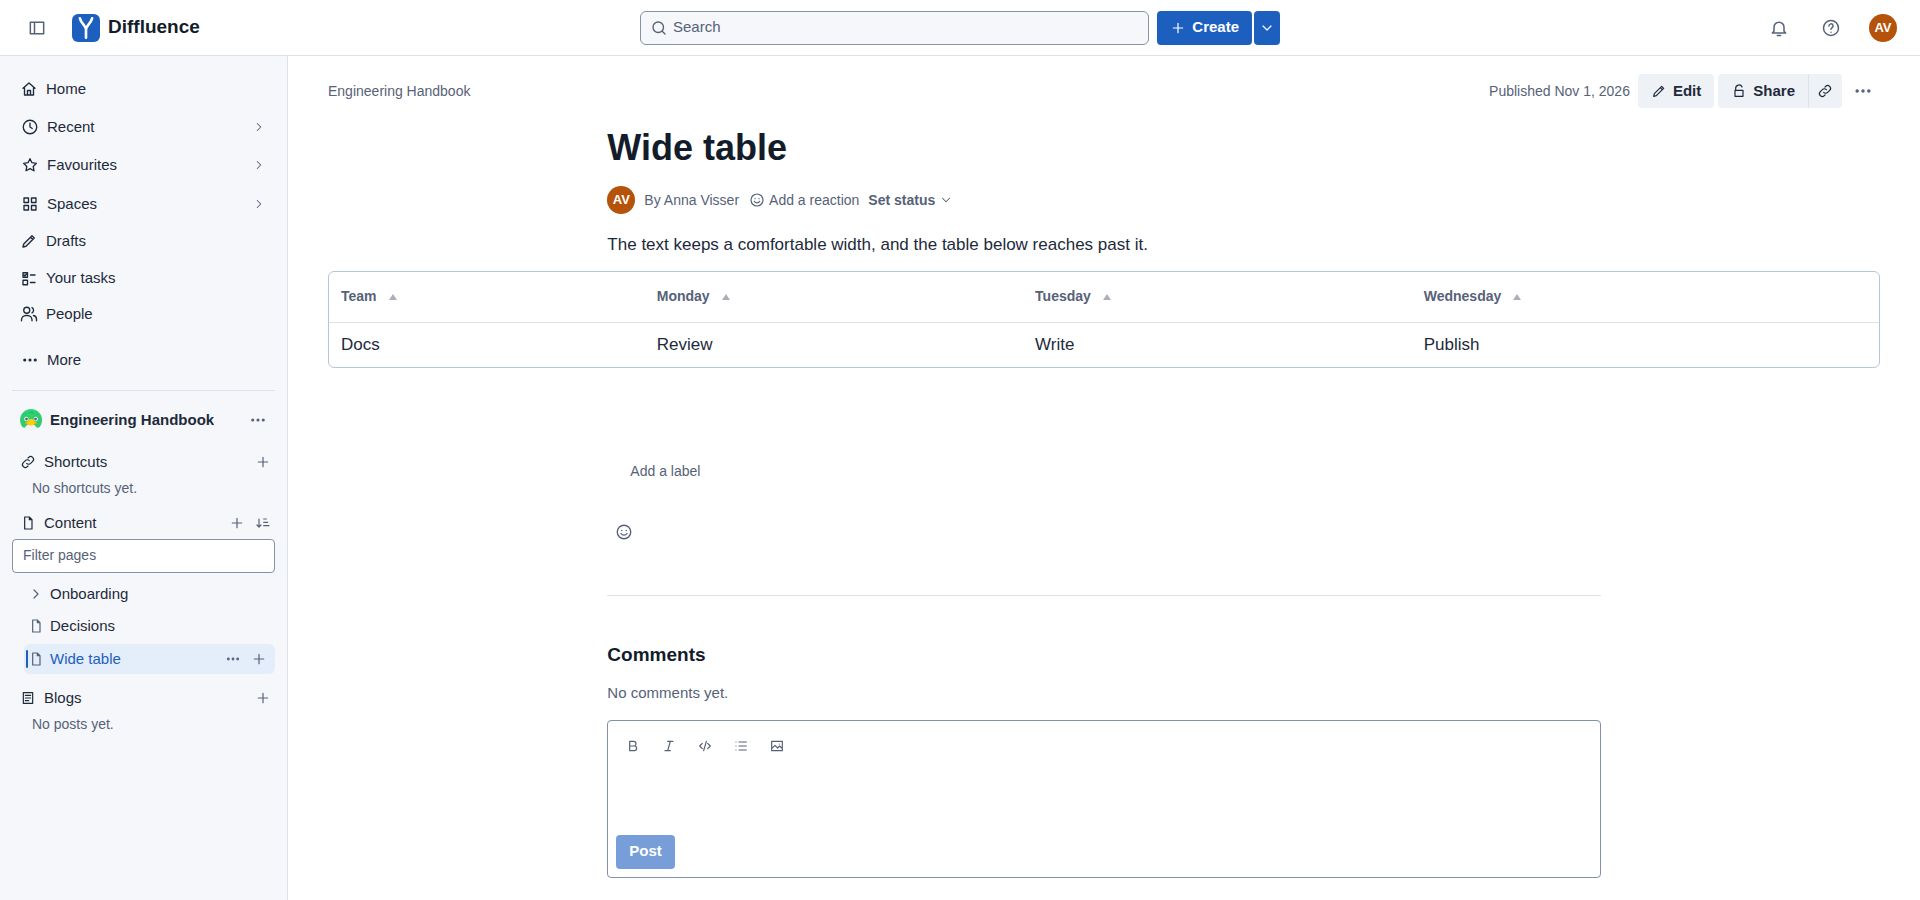 Diffluence
Search
Create
AV
Home
Recent
Favourites
Spaces
Drafts
Your tasks
People
More
Engineering Handbook
Shortcuts
No shortcuts yet.
Content
Filter pages
Onboarding
Decisions
Wide table
Blogs
No posts yet.
Engineering Handbook
Published Nov 1, 2026
Edit
Share
Wide table
AV By Anna Visser Add a reaction Set status
The text keeps a comfortable width, and the table below reaches past it.
Team Monday Tuesday Wednesday
Docs Review Write Publish
Add a label
Comments
No comments yet.
Post